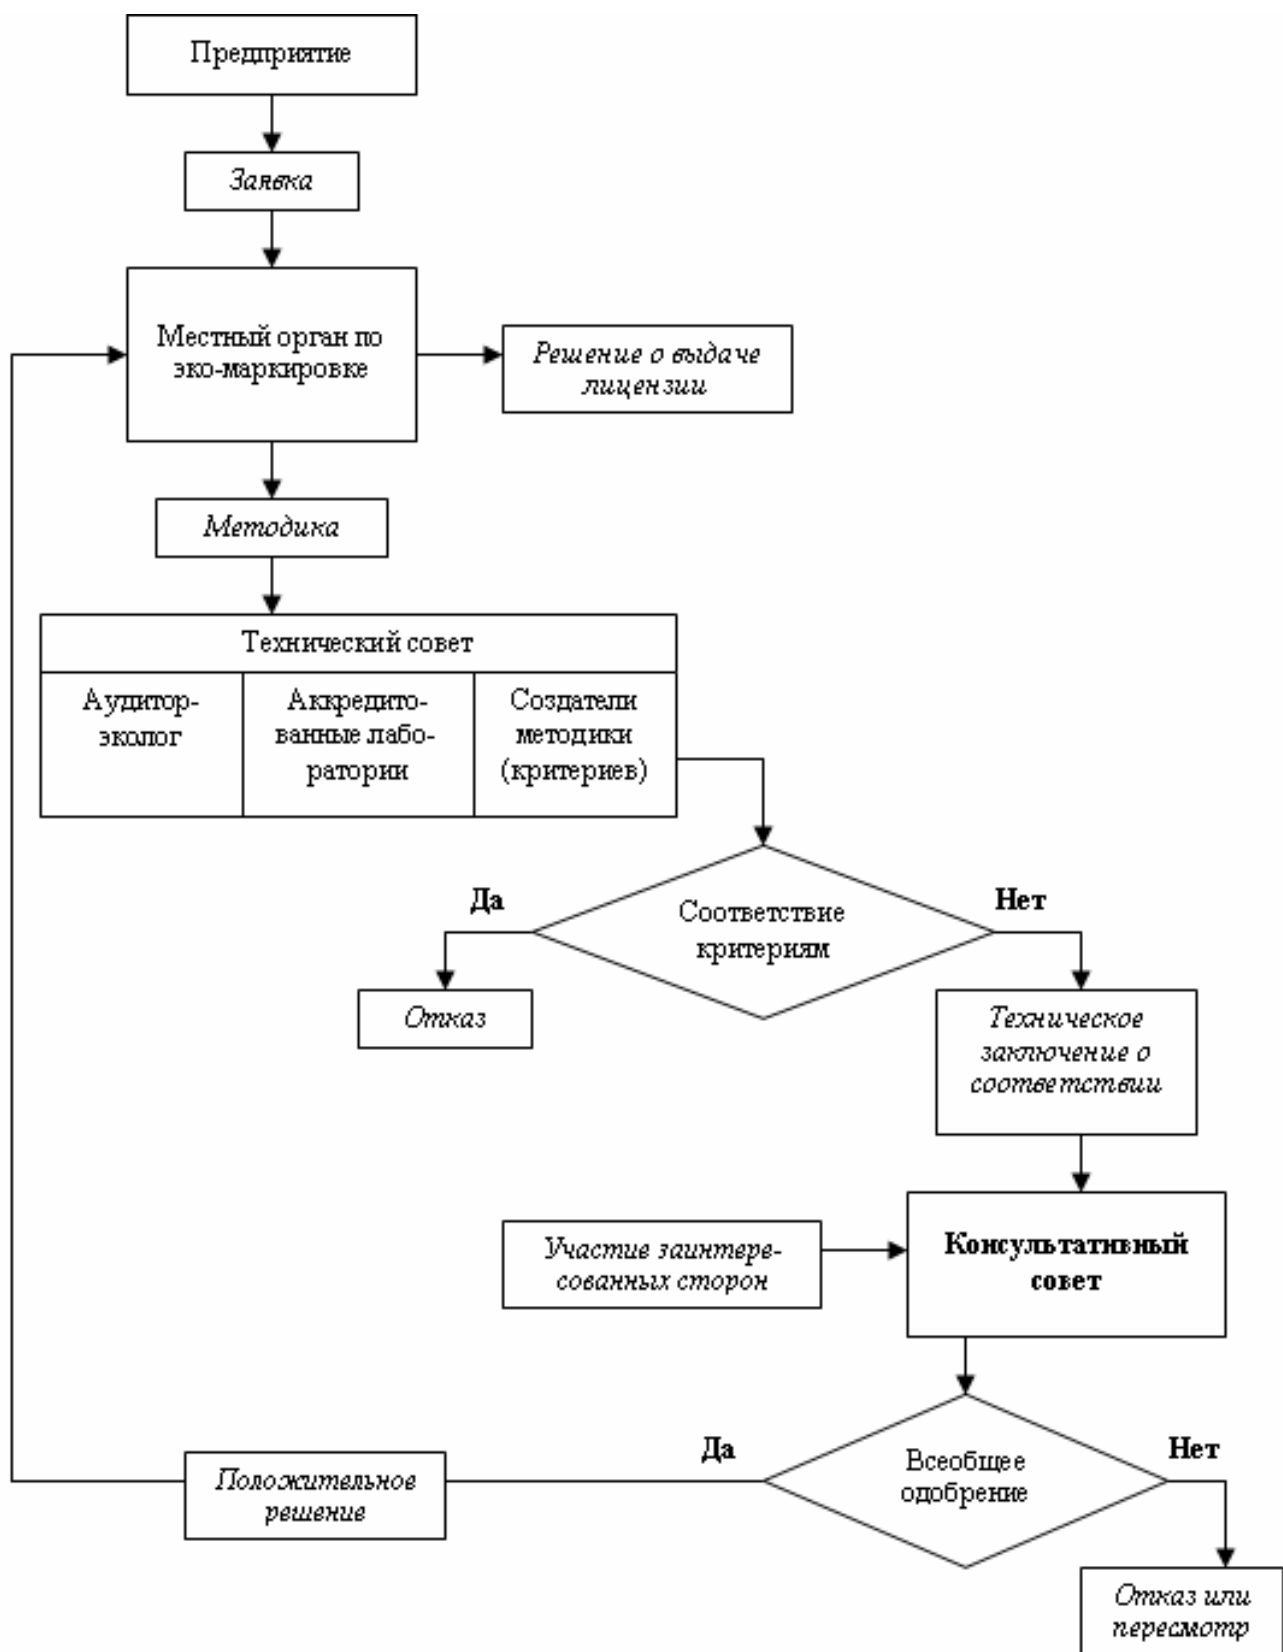 Предприятие
Заявка
Местный орган по
эко-маркировке
Решение о выдаче
лицензии
Методика
Технический совет
Аудитор-
эколог
Аккредито-
ванные лабо-
ратории
Создатели
методики
(критериев)
Да
Нет
Соответствие
критериям
Отказ
Техническое
заключение о
соответствии
Участие заинтере-
сованных сторон
Консультативный
совет
Да
Нет
Всеобщее
одобрение
Положительное
решение
Отказ или
пересмотр